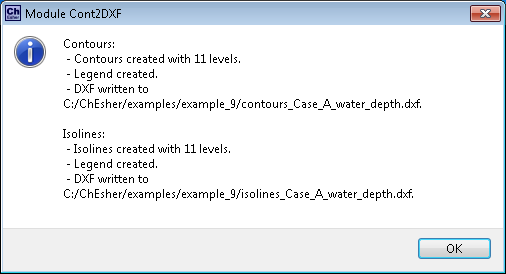 Ch
Esher
Module Cont2DXF
Contours:
- Contours created with 11 levels.
- Legend created.
- DXF written to
C:/ChEsher/examples/example_9/contours_Case_A_water_depth.dxf.
Isolines:
- Isolines created with 11 levels.
- Legend created.
- DXF written to
C:/ChEsher/examples/example_9/isolines_Case_A_water_depth.dxf.
OK